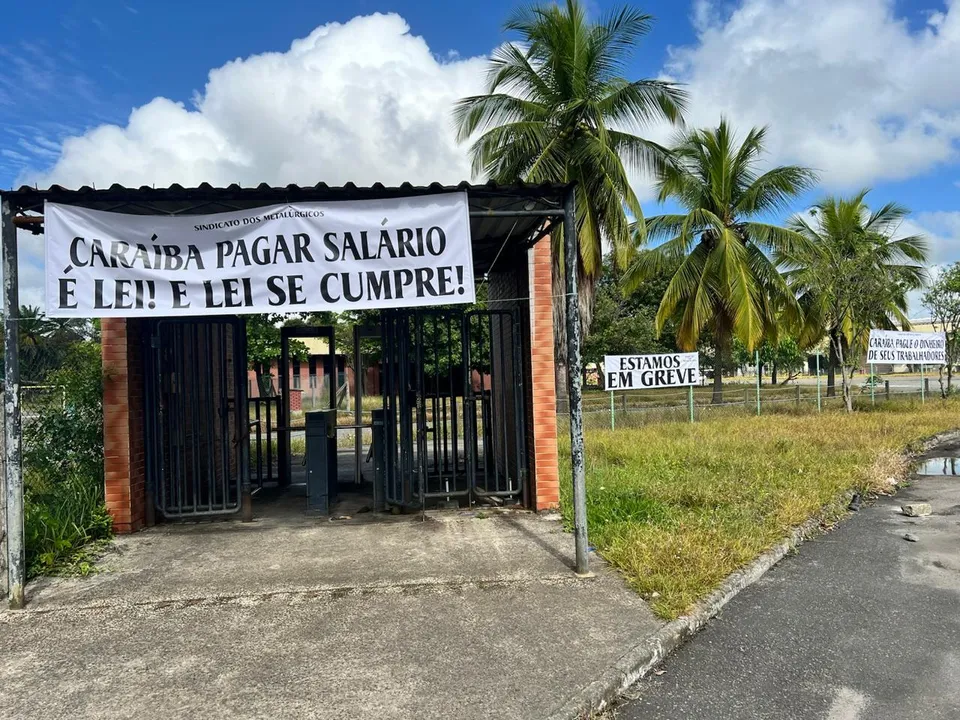 SINDICATO DOS METALÚRGICOS
CARAÍBA PAGAR SALÁRIO
É LEI! E LEI SE CUMPRE!
ESTAMOS
EM GREVE
CARAÍBA PAGUE O DINHEIRO
DE SEUS TRABALHADORES